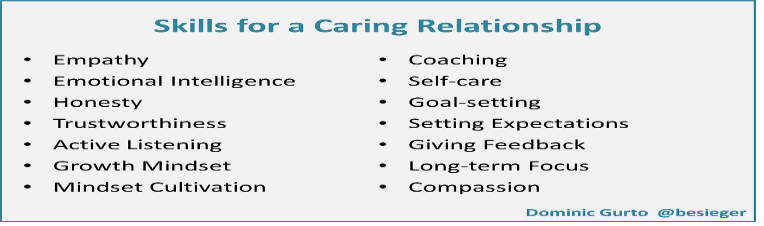 Skills for a Caring Relationship
• Empathy
• Emotional Intelligence
• Honesty
• Trustworthiness
• Active Listening
• Growth Mindset
• Mindset Cultivation
• Coaching
• Self-care
• Goal-setting
• Setting Expectations
• Giving Feedback
• Long-term Focus
• Compassion
Dominic Gurto @besieger